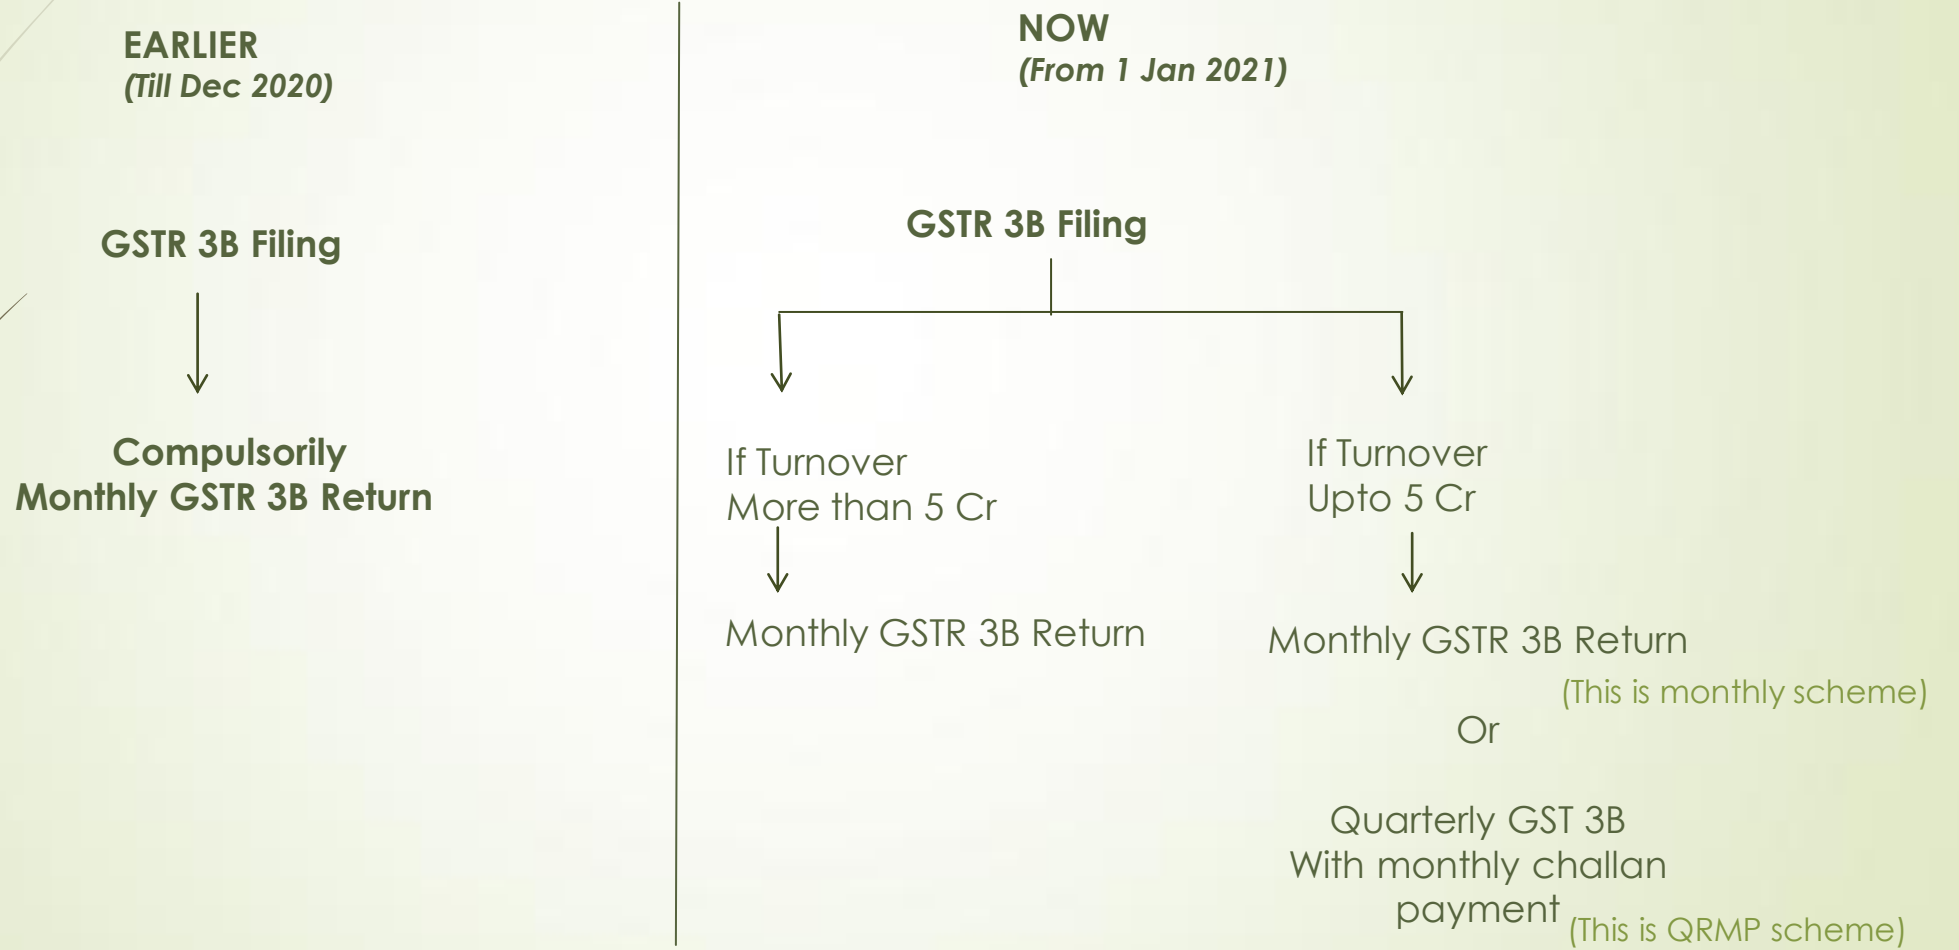 EARLIER
(Till Dec 2020)
GSTR 3B Filing
Compulsorily
Monthly GSTR 3B Return
NOW
(From 1 Jan 2021)
GSTR 3B Filing
If Turnover
More than 5 Cr
Monthly GSTR 3B Return
If Turnover
Upto 5 Cr
Monthly GSTR 3B Return
(This is monthly scheme)
Or
Quarterly GST 3B
With monthly challan
payment
(This is QRMP scheme)